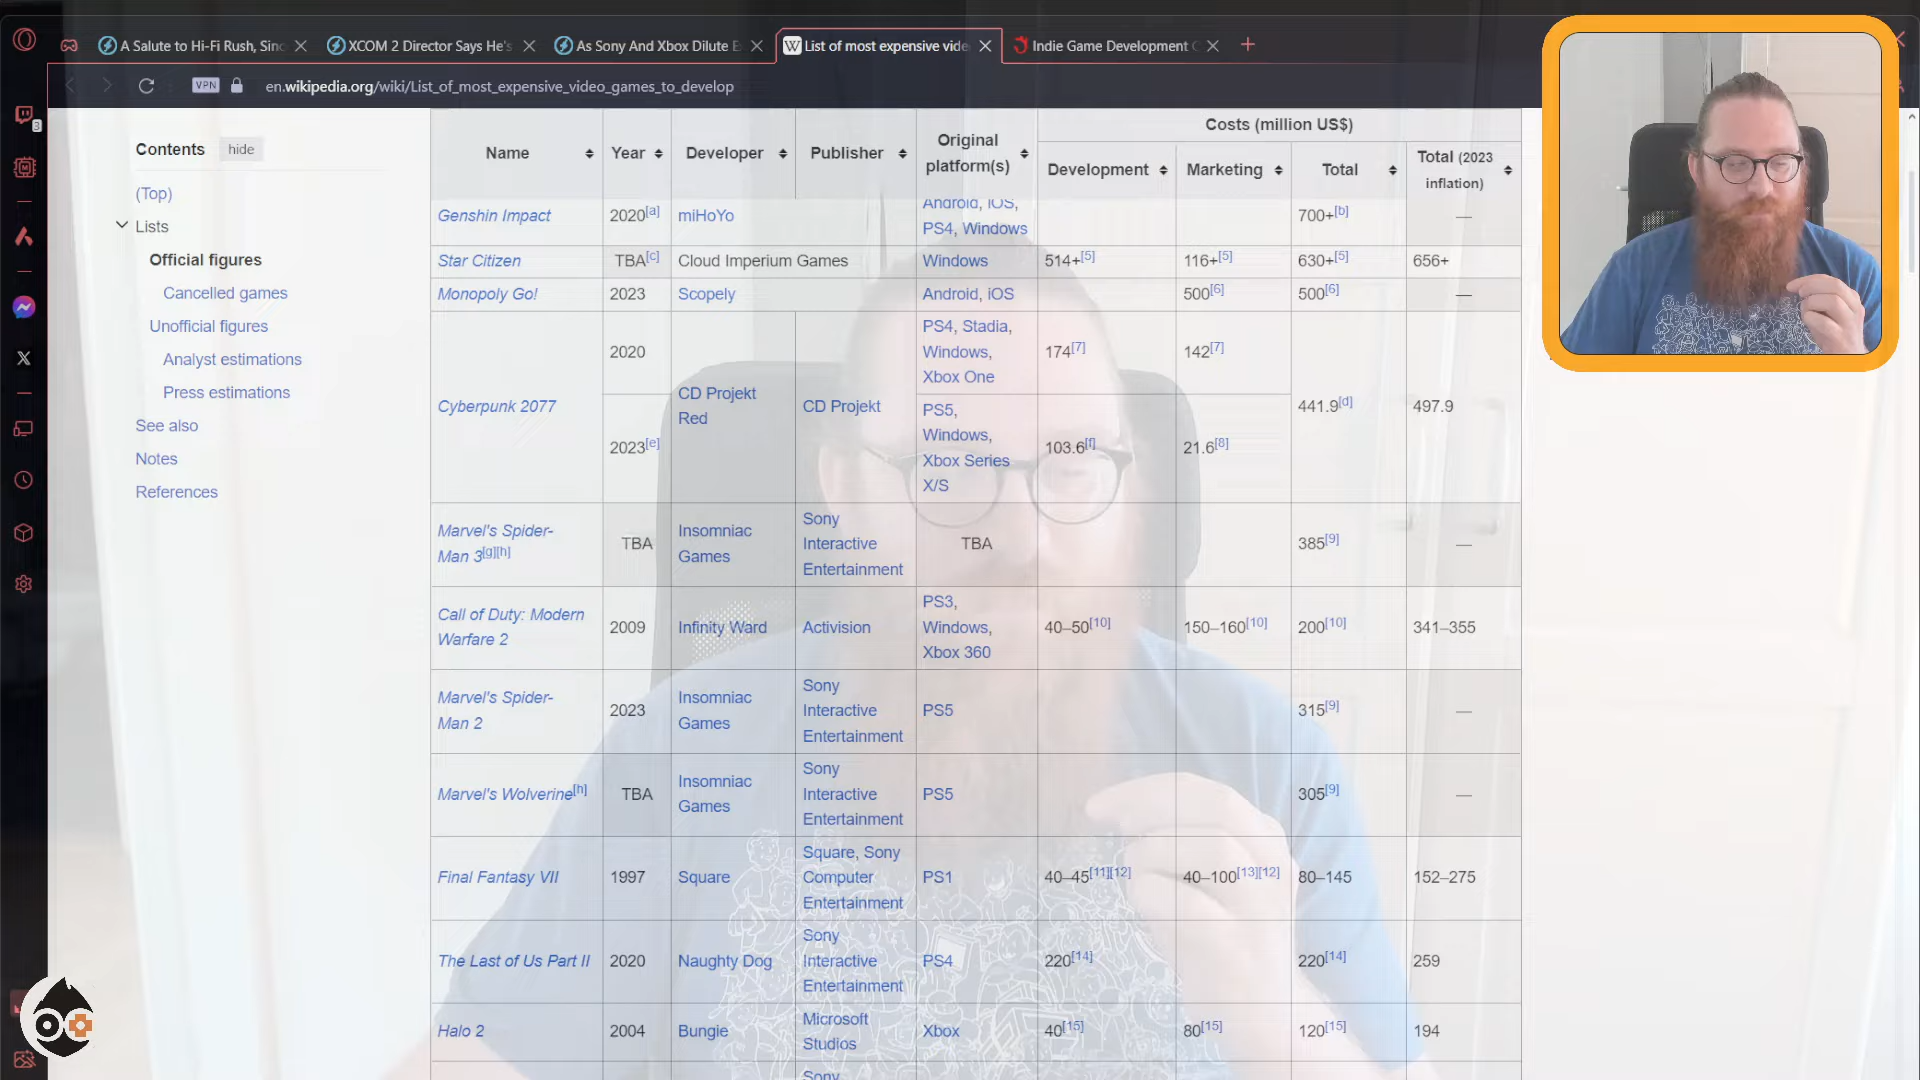 A Salute to Hi-Fi Rush, Sinc
XCOM 2 Director Says He's
As Sony And Xbox Dilute E
W List of most expensive vide
Indie Game Development C
VPN
en.wikipedia.org/wiki/List_of_most_expensive_video_games_to_develop
3
Contents hide
(Top)
Lists
Official figures
Cancelled games
Unofficial figures
Analyst estimations
Press estimations
See also
Notes
References
Costs (million US$)
Name Year Developer Publisher Original platform(s) Development Marketing Total Total (2023 inflation)
Genshin Impact 2020[a] miHoYo Android, iOS, PS4, Windows 700+[b] —
Star Citizen TBA[c] Cloud Imperium Games Windows 514+[5] 116+[5] 630+[5] 656+
Monopoly Go! 2023 Scopely Android, iOS 500[6] 500[6] —
Cyberpunk 2077 2020 CD Projekt Red CD Projekt PS4, Stadia, Windows, Xbox One 174[7] 142[7] 441.9[d] 497.9
2023[e] PS5, Windows, Xbox Series X/S 103.6[f] 21.6[8]
Marvel's Spider-Man 3[g][h] TBA Insomniac Games Sony Interactive Entertainment TBA 385[9] —
Call of Duty: Modern Warfare 2 2009 Infinity Ward Activision PS3, Windows, Xbox 360 40–50[10] 150–160[10] 200[10] 341–355
Marvel's Spider-Man 2 2023 Insomniac Games Sony Interactive Entertainment PS5 315[9] —
Marvel's Wolverine[h] TBA Insomniac Games Sony Interactive Entertainment PS5 305[9] —
Final Fantasy VII 1997 Square Square, Sony Computer Entertainment PS1 40–45[11][12] 40–100[13][12] 80–145 152–275
The Last of Us Part II 2020 Naughty Dog Sony Interactive Entertainment PS4 220[14] 220[14] 259
Halo 2 2004 Bungie Microsoft Studios Xbox 40[15] 80[15] 120[15] 194
Sony